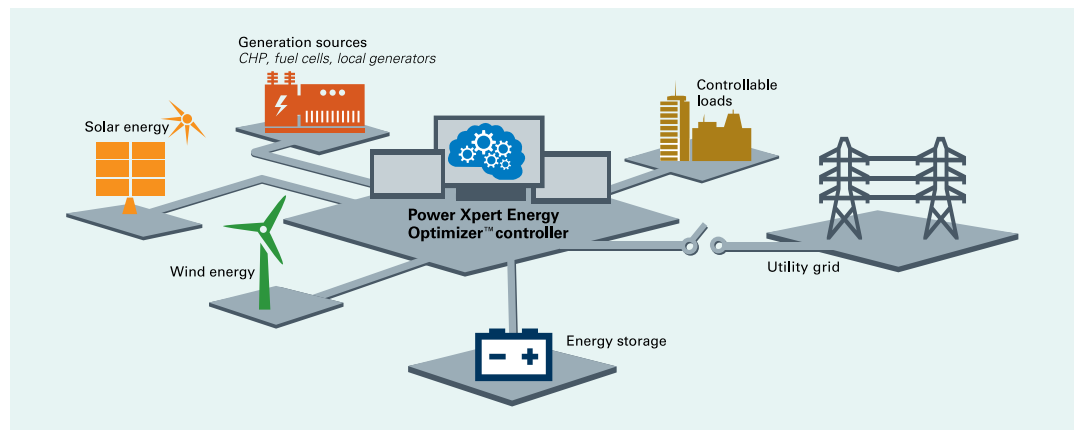 Generation sources
CHP, fuel cells, local generators
Controllable
loads
Solar energy
Power Xpert Energy
Optimizer™ controller
Wind energy
Utility grid
Energy storage